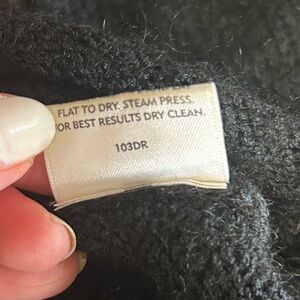 FLAT TO DRY. STEAM PRESS.
FOR BEST RESULTS DRY CLEAN.
103DR